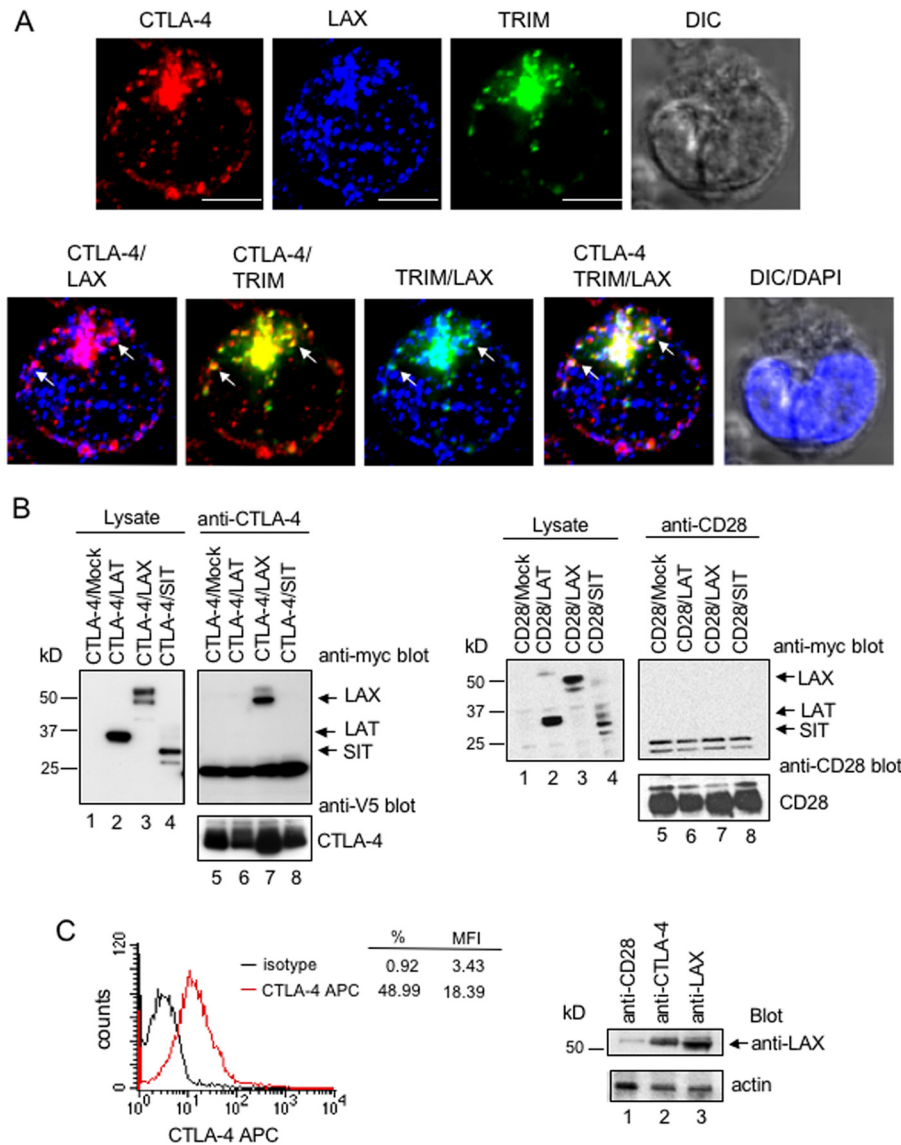 A
CTLA-4 LAX TRIM DIC
CTLA-4/
LAX
CTLA-4/
TRIM
TRIM/LAX
CTLA-4
TRIM/LAX
DIC/DAPI
B
Lysate anti-CTLA-4
CTLA-4/Mock
CTLA-4/LAT
CTLA-4/LAX
CTLA-4/SIT
CTLA-4/Mock
CTLA-4/LAT
CTLA-4/LAX
CTLA-4/SIT
kD
anti-myc blot
50
37
25
LAX
LAT
SIT
1 2 3 4
anti-V5 blot
CTLA-4
5 6 7 8
Lysate anti-CD28
CD28/Mock
CD28/LAT
CD28/LAX
CD28/SIT
CD28/Mock
CD28/LAT
CD28/LAX
CD28/SIT
kD
anti-myc blot
50
37
25
LAX
LAT
SIT
1 2 3 4
anti-CD28 blot
CD28
5 6 7 8
C
120
counts
0
10⁰ 10¹ 10² 10³ 10⁴
CTLA-4 APC
% MFI
isotype 0.92 3.43
CTLA-4 APC 48.99 18.39
anti-CD28
anti-CTLA-4
anti-LAX
kD
Blot
50
anti-LAX
actin
1 2 3